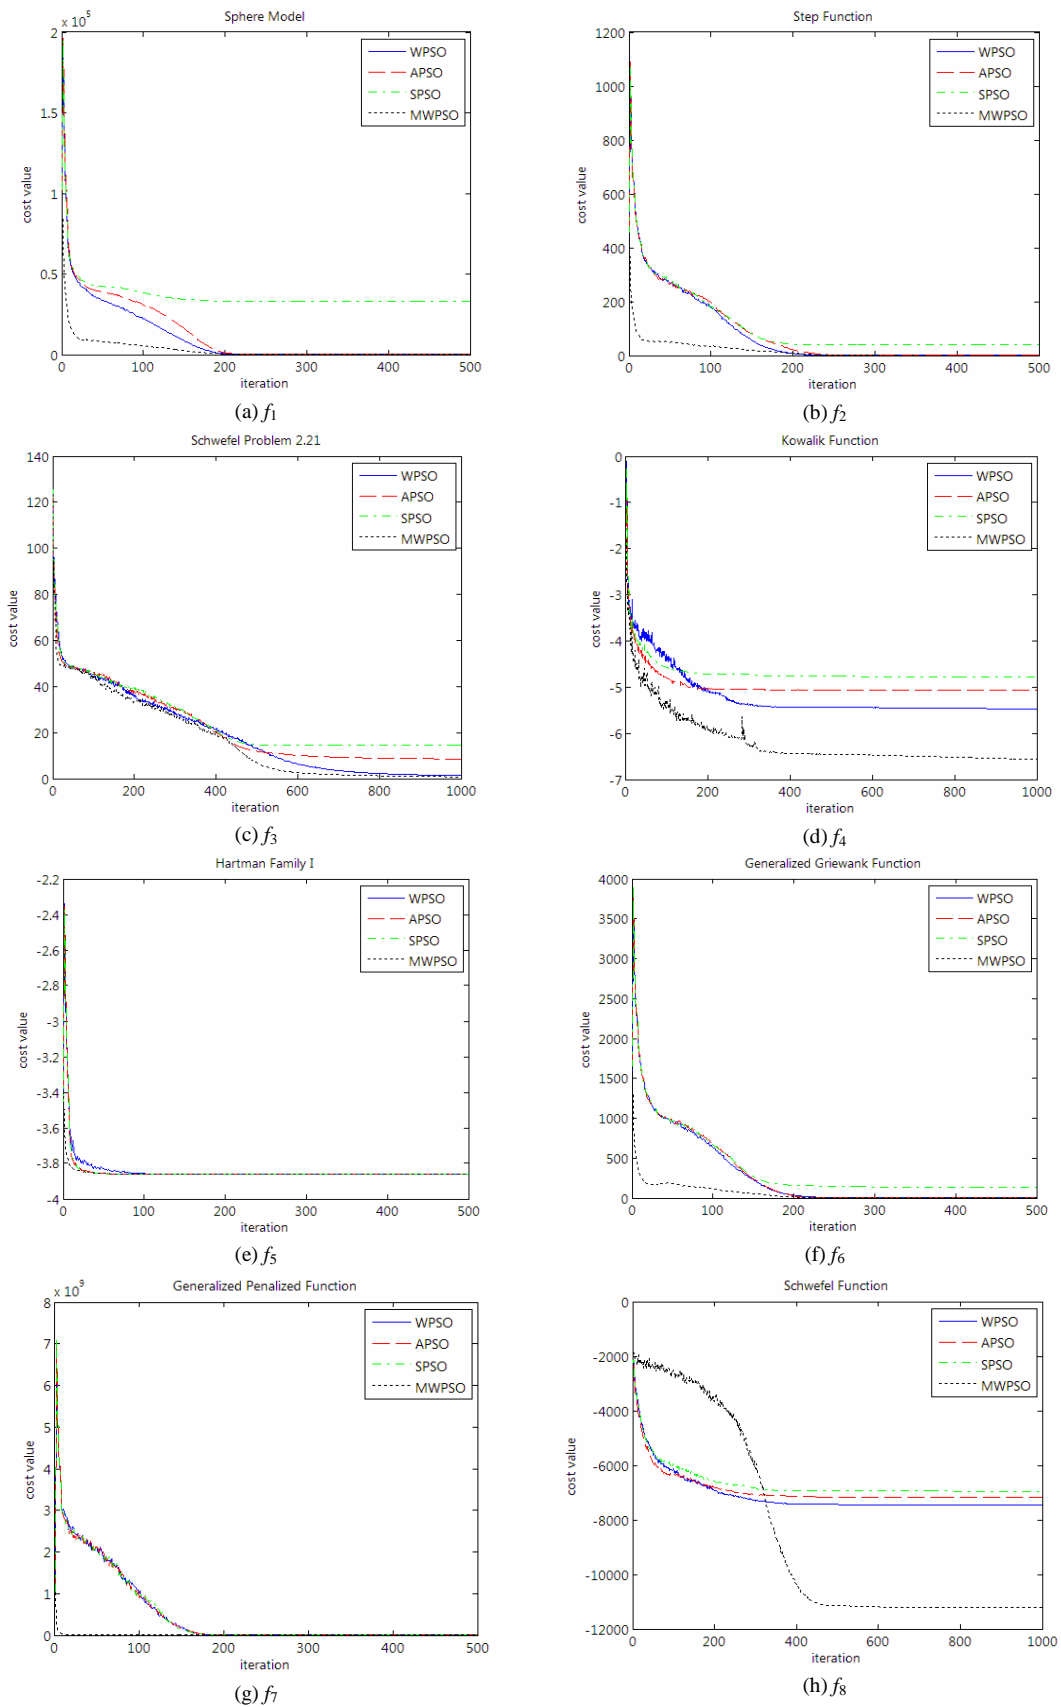 Sphere Model
x 10^5
2
1.5
1
0.5
0
cost value
WPSO
APSO
SPSO
MWPSO
0 100 200 300 400 500
iteration
(a) f1
Step Function
1200
1000
800
600
400
200
0
cost value
WPSO
APSO
SPSO
MWPSO
0 100 200 300 400 500
iteration
(b) f2
Schwefel Problem 2.21
140
120
100
80
60
40
20
0
cost value
WPSO
APSO
SPSO
MWPSO
0 200 400 600 800 1000
iteration
(c) f3
Kowalik Function
0
-1
-2
-3
-4
-5
-6
-7
cost value
WPSO
APSO
SPSO
MWPSO
0 200 400 600 800 1000
iteration
(d) f4
Hartman Family I
-2.2
-2.4
-2.6
-2.8
-3
-3.2
-3.4
-3.6
-3.8
-4
cost value
WPSO
APSO
SPSO
MWPSO
0 100 200 300 400 500
iteration
(e) f5
Generalized Griewank Function
4000
3500
3000
2500
2000
1500
1000
500
0
cost value
WPSO
APSO
SPSO
MWPSO
0 100 200 300 400 500
iteration
(f) f6
Generalized Penalized Function
x 10^9
8
7
6
5
4
3
2
1
0
cost value
WPSO
APSO
SPSO
MWPSO
0 100 200 300 400 500
iteration
(g) f7
Schwefel Function
0
-2000
-4000
-6000
-8000
-10000
-12000
cost value
WPSO
APSO
SPSO
MWPSO
0 200 400 600 800 1000
iteration
(h) f8